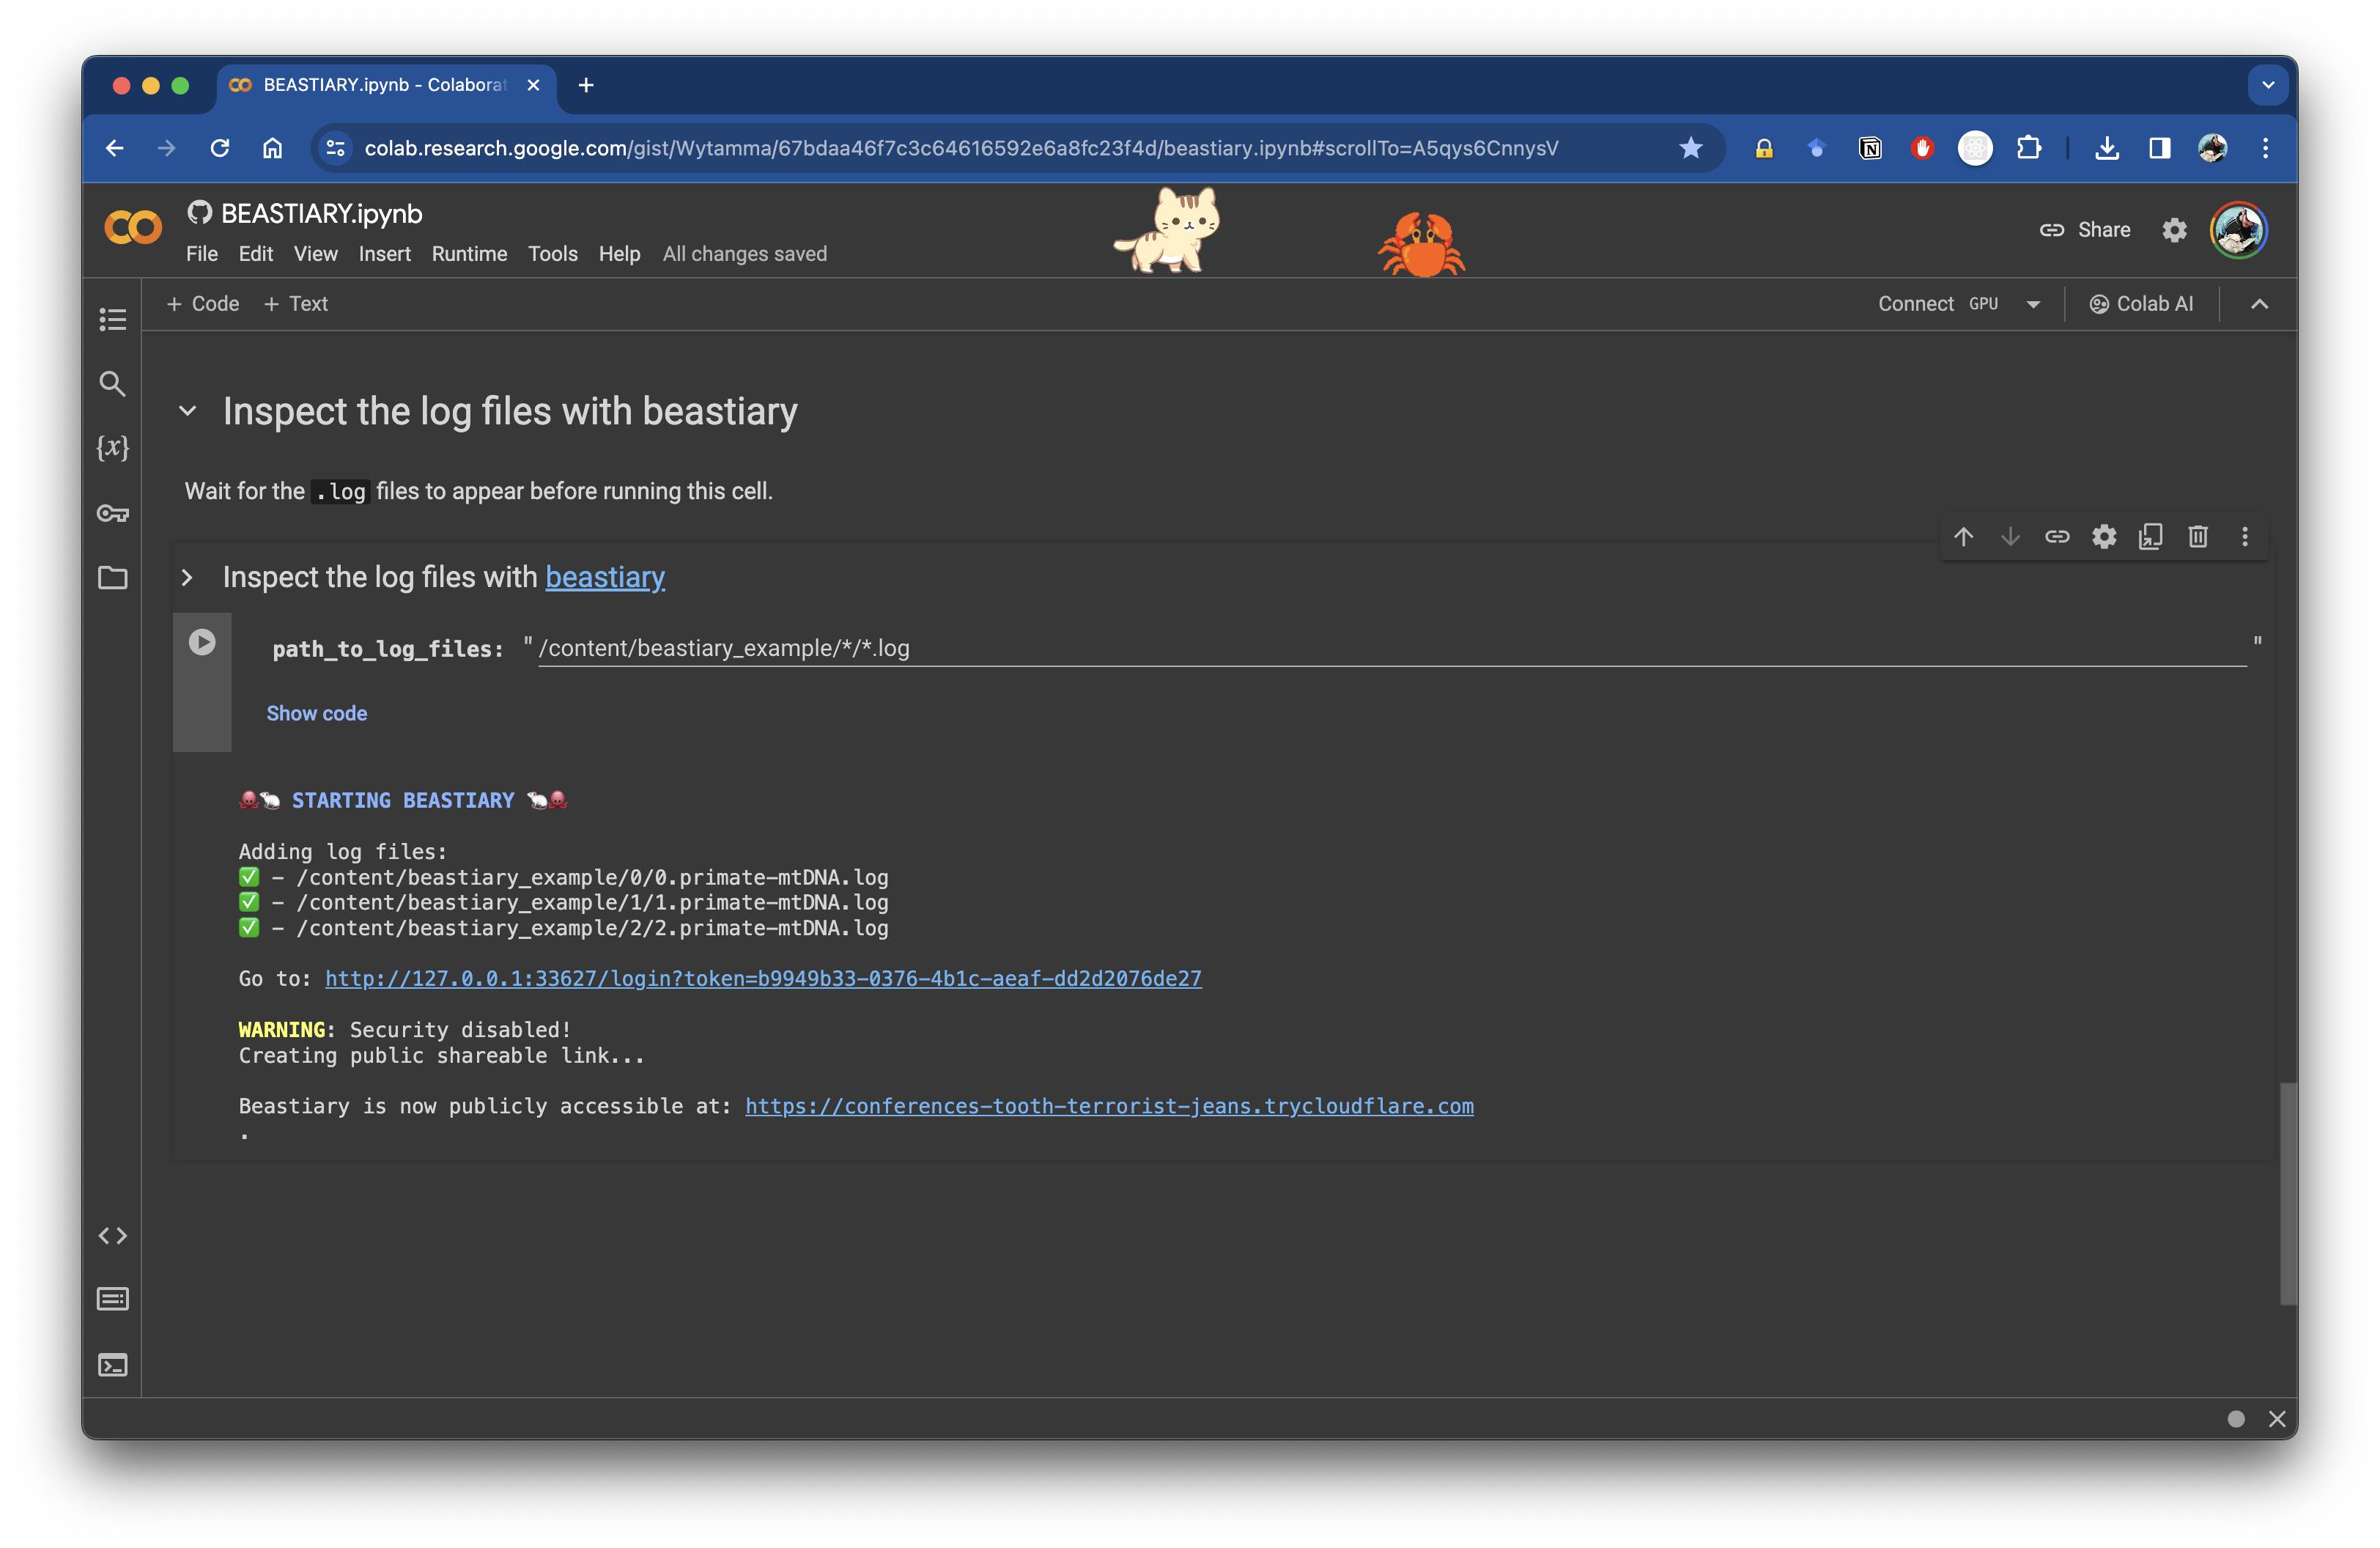 BEASTIARY.ipynb - Colaborat
colab.research.google.com/gist/Wytamma/67bdaa46f7c3c64616592e6a8fc23f4d/beastiary.ipynb#scrollTo=A5qys6CnnysV
BEASTIARY.ipynb
File Edit View Insert Runtime Tools Help All changes saved
Share
+ Code + Text
Connect GPU
Colab AI
Inspect the log files with beastiary
{x}
Wait for the .log files to appear before running this cell.
Inspect the log files with beastiary
path_to_log_files: "/content/beastiary_example/*/*.log"
Show code
🐙🐀 STARTING BEASTIARY 🐀🐙
Adding log files:
✅ - /content/beastiary_example/0/0.primate-mtDNA.log
✅ - /content/beastiary_example/1/1.primate-mtDNA.log
✅ - /content/beastiary_example/2/2.primate-mtDNA.log
Go to: http://127.0.0.1:33627/login?token=b9949b33-0376-4b1c-aeaf-dd2d2076de27
WARNING: Security disabled!
Creating public shareable link...
Beastiary is now publicly accessible at: https://conferences-tooth-terrorist-jeans.trycloudflare.com
.